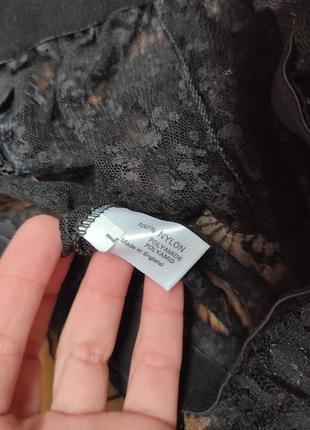 100% NYLON
POLYAMIDE
POLYAMID
Made in England